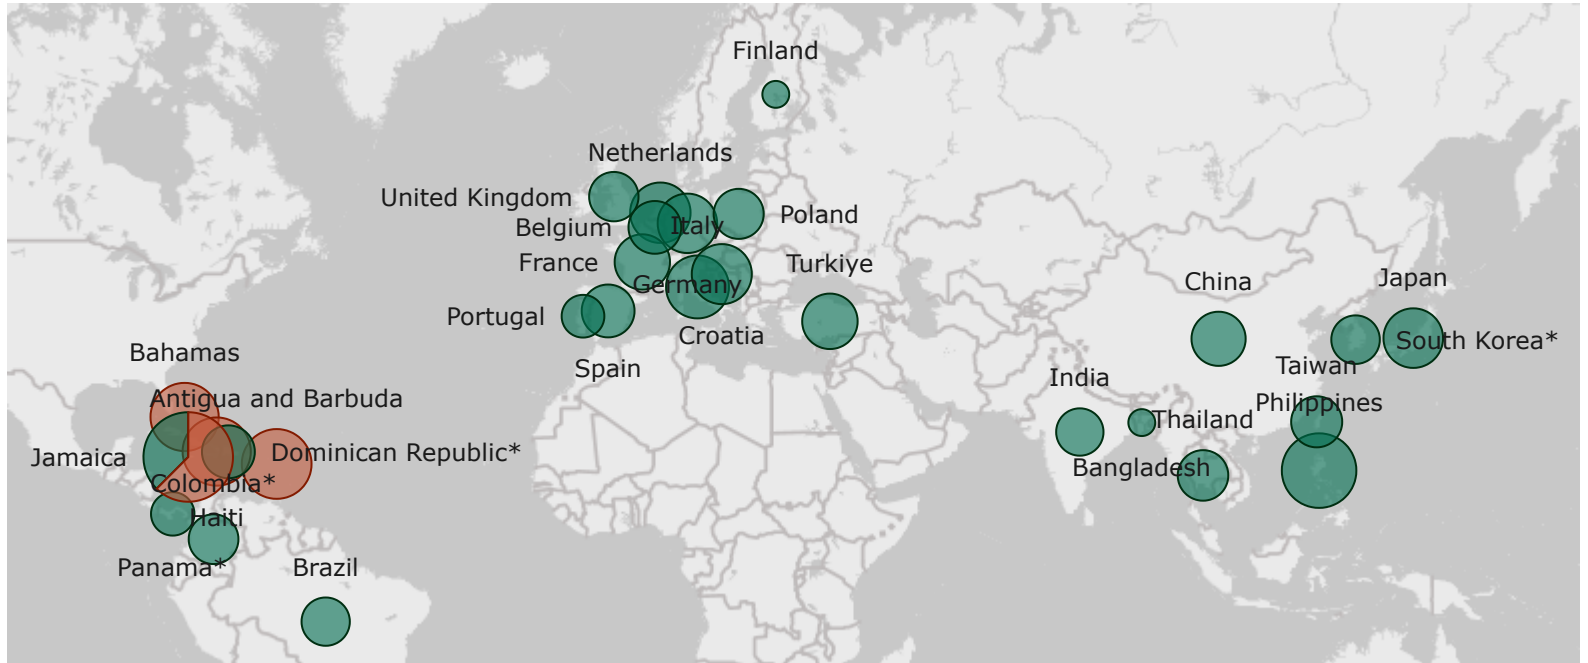 Finland
Netherlands
United Kingdom
Belgium
Italy
Poland
France
Germany
Turkiye
Portugal
Croatia
Spain
China
Japan
South Korea*
Taiwan
India
Philippines
Thailand
Bangladesh
Bahamas
Antigua and Barbuda
Jamaica
Dominican Republic*
Colombia*
Haiti
Panama*
Brazil